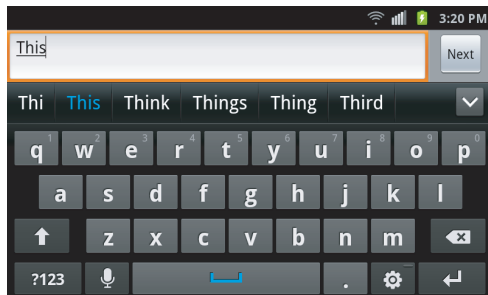 3:20 PM
This
Next
Thi This Think Things Thing Third
1 2 3 4 5 6 7 8 9 0
q w e r t y u i o p
a s d f g h j k l
z x c v b n m
?123 .